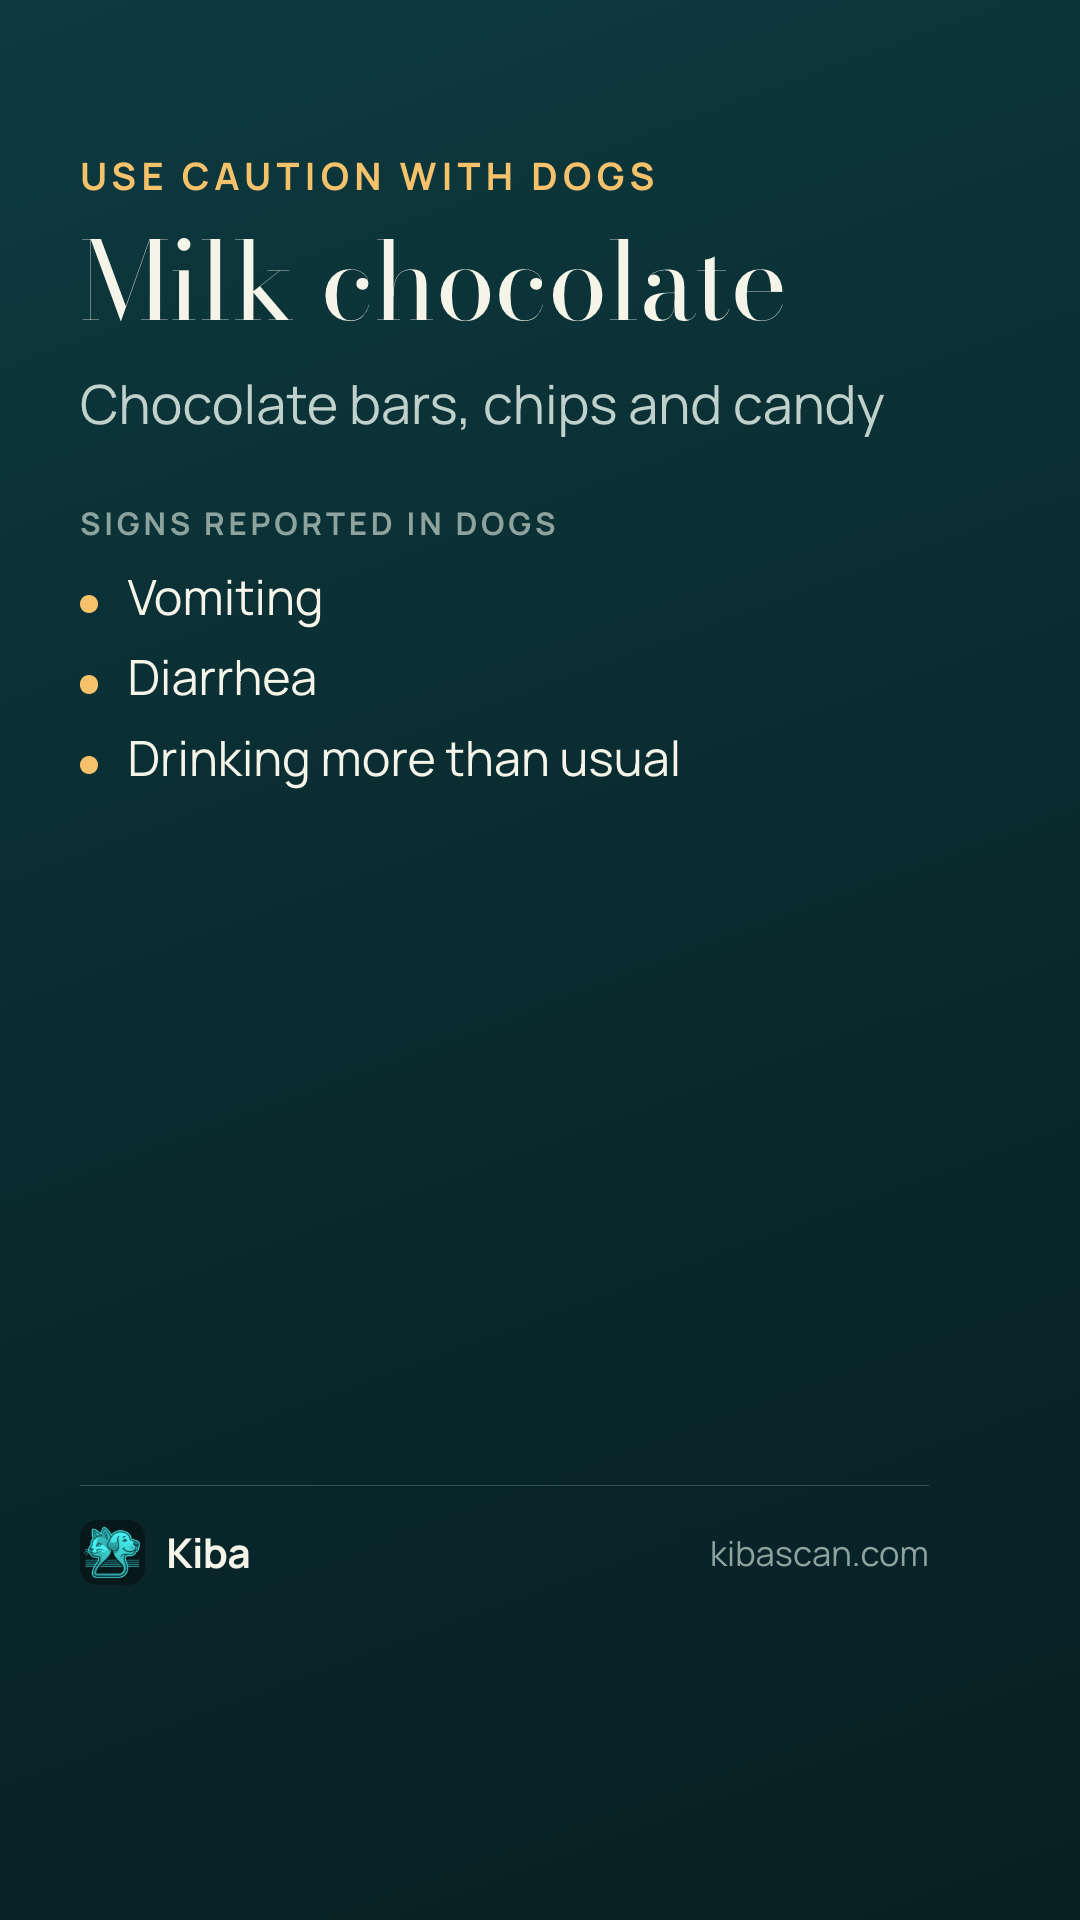 USE CAUTION WITH DOGS
Milk chocolate
Chocolate bars, chips and candy
SIGNS REPORTED IN DOGS
Vomiting
Diarrhea
Drinking more than usual
Kiba
kibascan.com